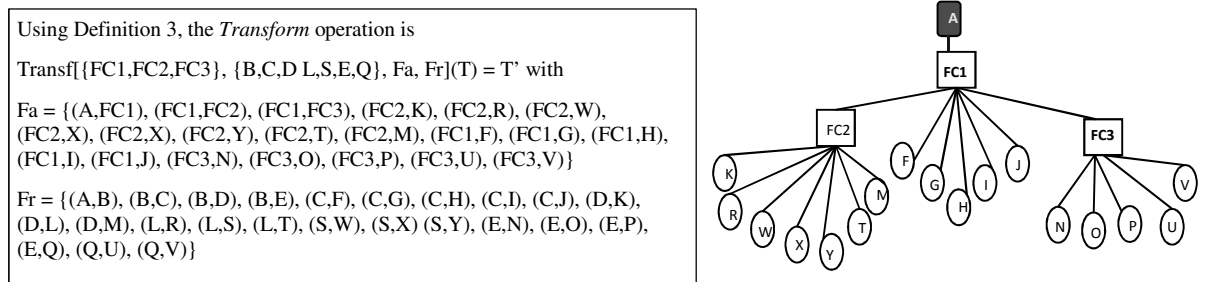 Using Definition 3, the Transform operation is
Transf[{FC1,FC2,FC3}, {B,C,D L,S,E,Q}, Fa, Fr](T) = T’ with
Fa = {(A,FC1), (FC1,FC2), (FC1,FC3), (FC2,K), (FC2,R), (FC2,W),
(FC2,X), (FC2,X), (FC2,Y), (FC2,T), (FC2,M), (FC1,F), (FC1,G), (FC1,H),
(FC1,I), (FC1,J), (FC3,N), (FC3,O), (FC3,P), (FC3,U), (FC3,V)}
Fr = {(A,B), (B,C), (B,D), (B,E), (C,F), (C,G), (C,H), (C,I), (C,J), (D,K),
(D,L), (D,M), (L,R), (L,S), (L,T), (S,W), (S,X) (S,Y), (E,N), (E,O), (E,P),
(E,Q), (Q,U), (Q,V)}
A
FC1
FC2
FC3
K
R
W
X
Y
T
M
F
G
H
I
J
N
O
P
U
V